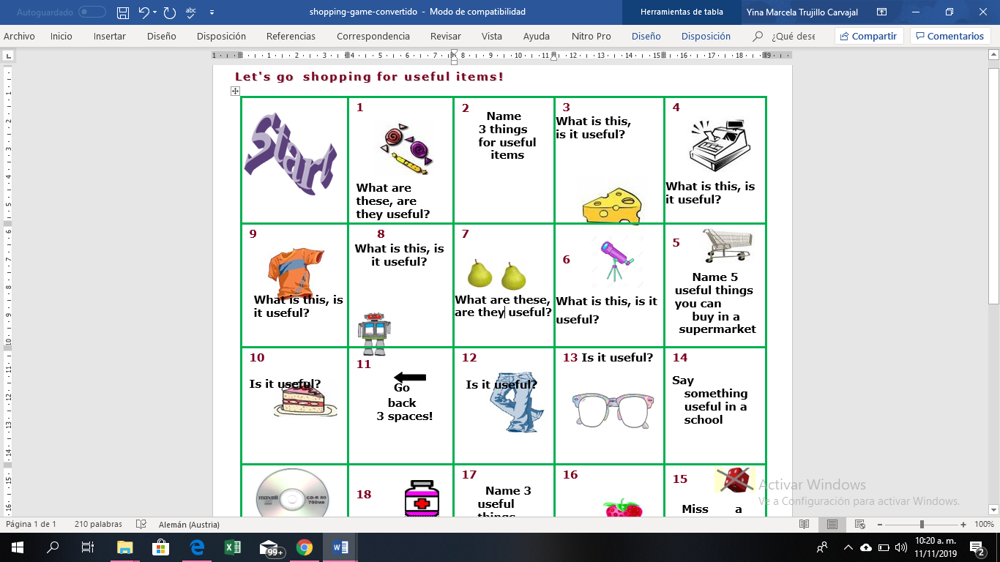 Autoguardado
shopping-game-convertido - Modo de compatibilidad
Herramientas de tabla
Yina Marcela Trujillo Carvajal
Archivo Inicio Insertar Diseño Disposición Referencias Correspondencia Revisar Vista Ayuda Nitro Pro Diseño Disposición ¿Qué dese Compartir Comentarios
Let's go shopping for useful items!
Start
1
What are
these, are
they useful?
2
Name
3 things
for useful
items
3
What is this,
is it useful?
4
What is this, is
it useful?
9
What is this, is
it useful?
8
What is this, is
it useful?
7
What are these,
are they useful?
6
What is this, is it
useful?
5
Name 5
useful things
you can
buy in a
supermarket
10
Is it useful?
11
Go
back
3 spaces!
12
Is it useful?
13 Is it useful?
14
Say
something
useful in a
school
maxell
CD-R 80
700MB
18
17
Name 3
useful
things
16
15
Miss a
Activar Windows
Ve a Configuración para activar Windows.
Página 1 de 1 210 palabras Alemán (Austria) 100%
99+
10:20 a. m.
11/11/2019
2